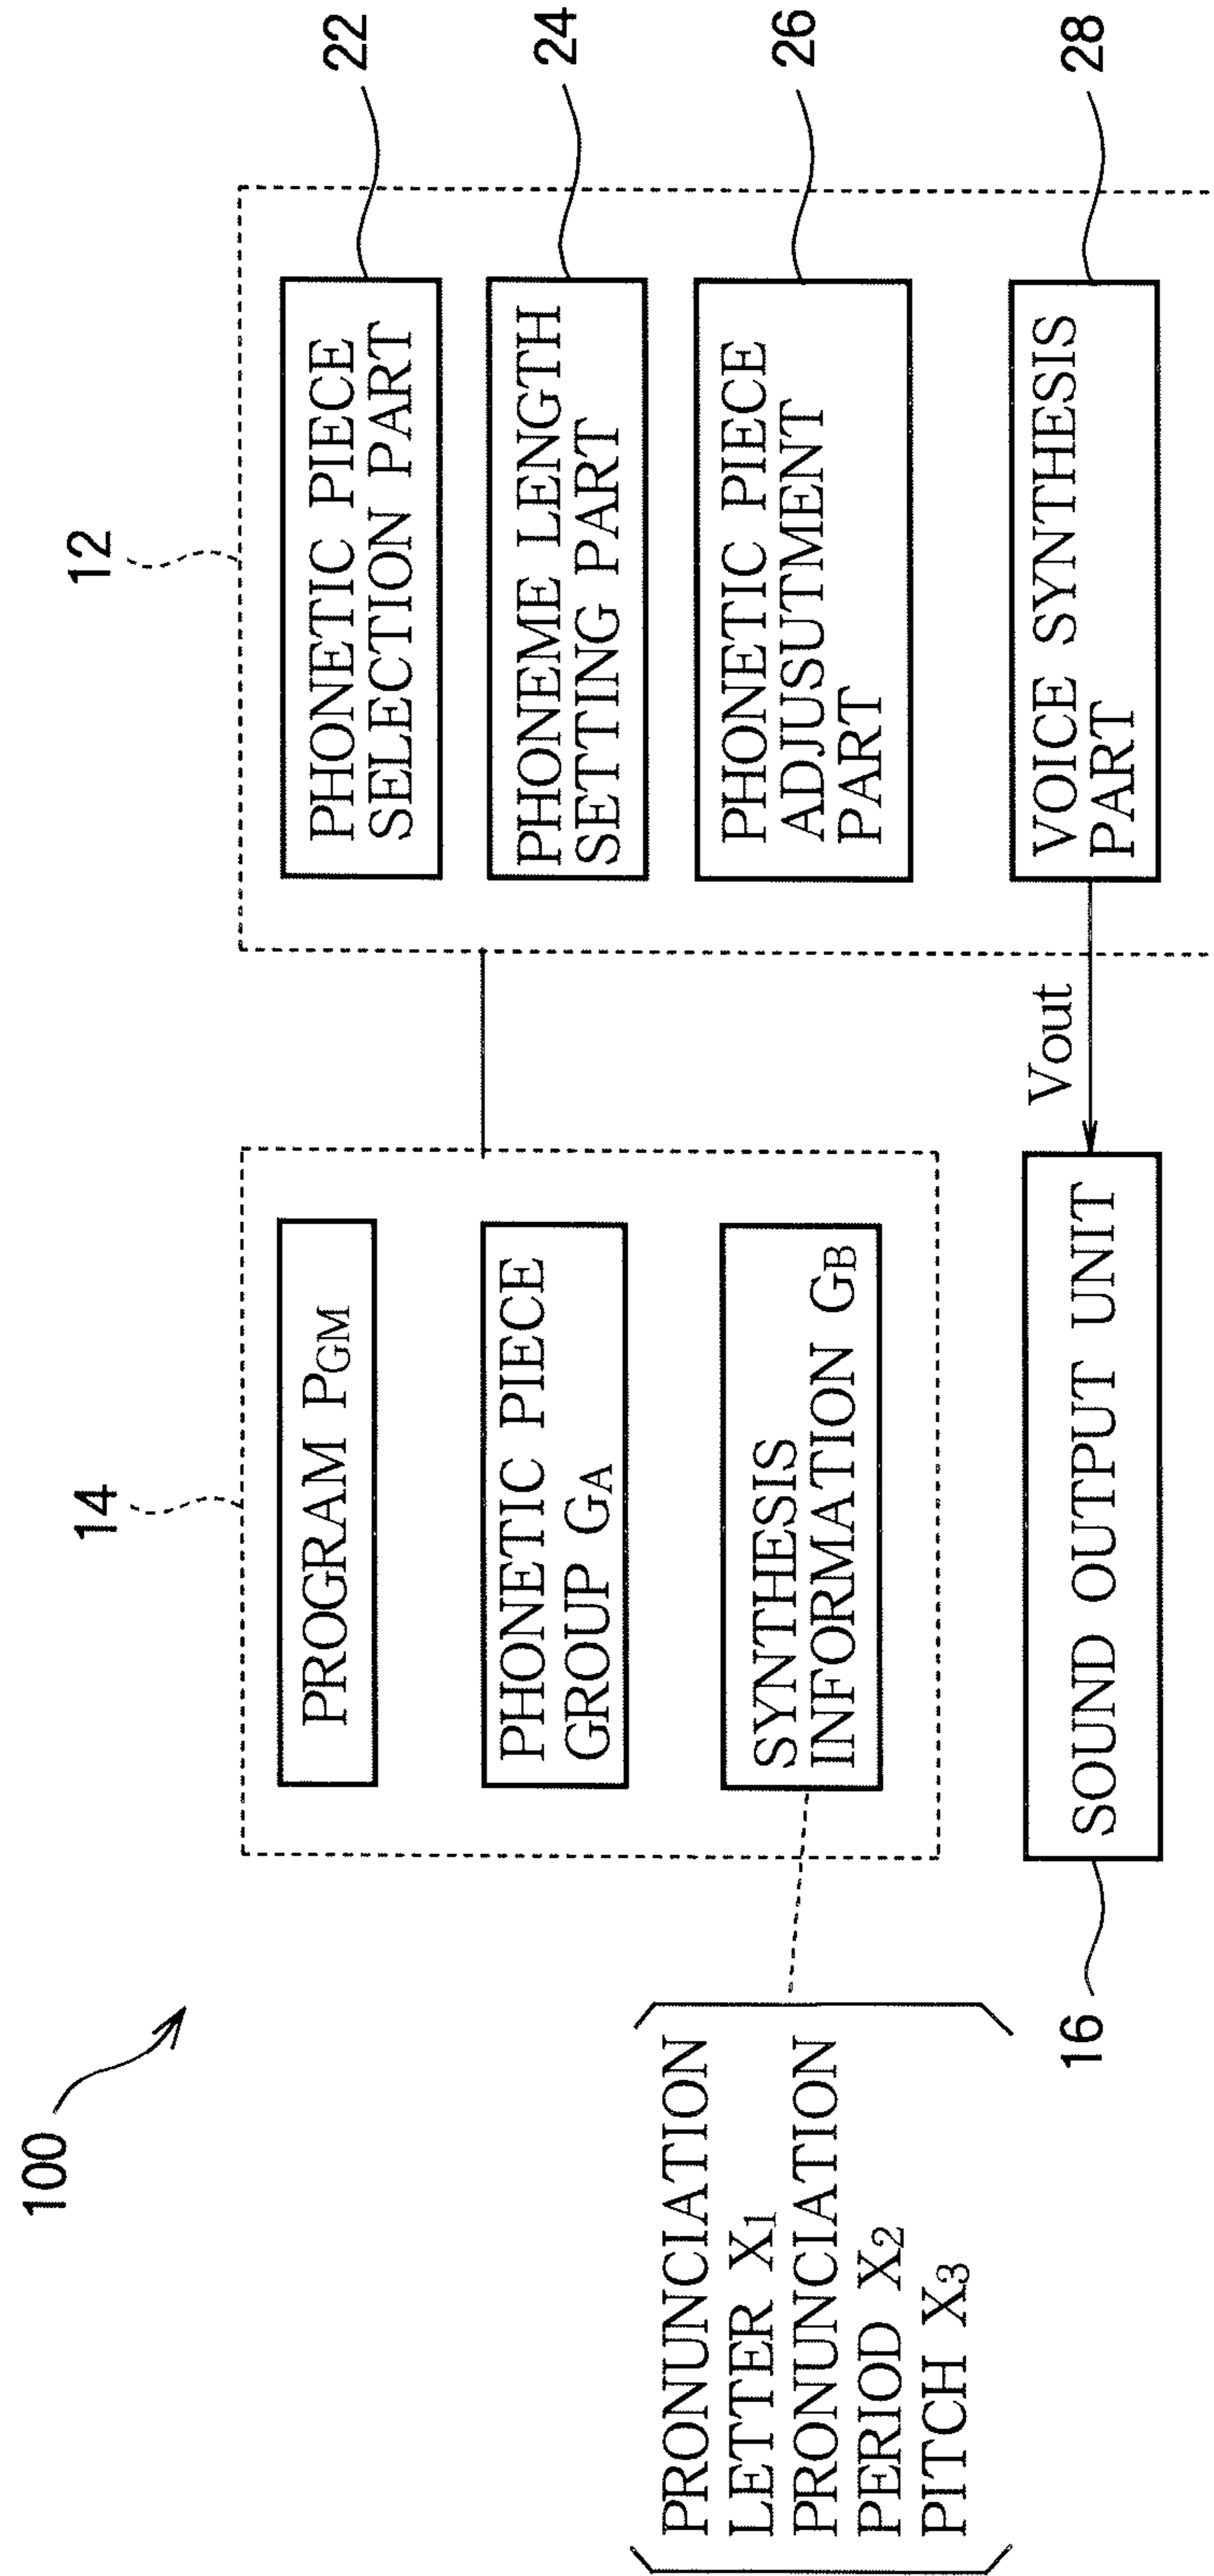 100
14
12
PROGRAM PGM
PHONETIC PIECE
GROUP GA
SYNTHESIS
INFORMATION GB
PRONUNCIATION
LETTER X1
PRONUNCIATION
PERIOD X2
PITCH X3
PHONETIC PIECE
SELECTION PART
22
PHONEME LENGTH
SETTING PART
24
PHONETIC PIECE
ADJUSUTMENT
PART
26
VOICE SYNTHESIS
PART
28
Vout
SOUND OUTPUT UNIT
16